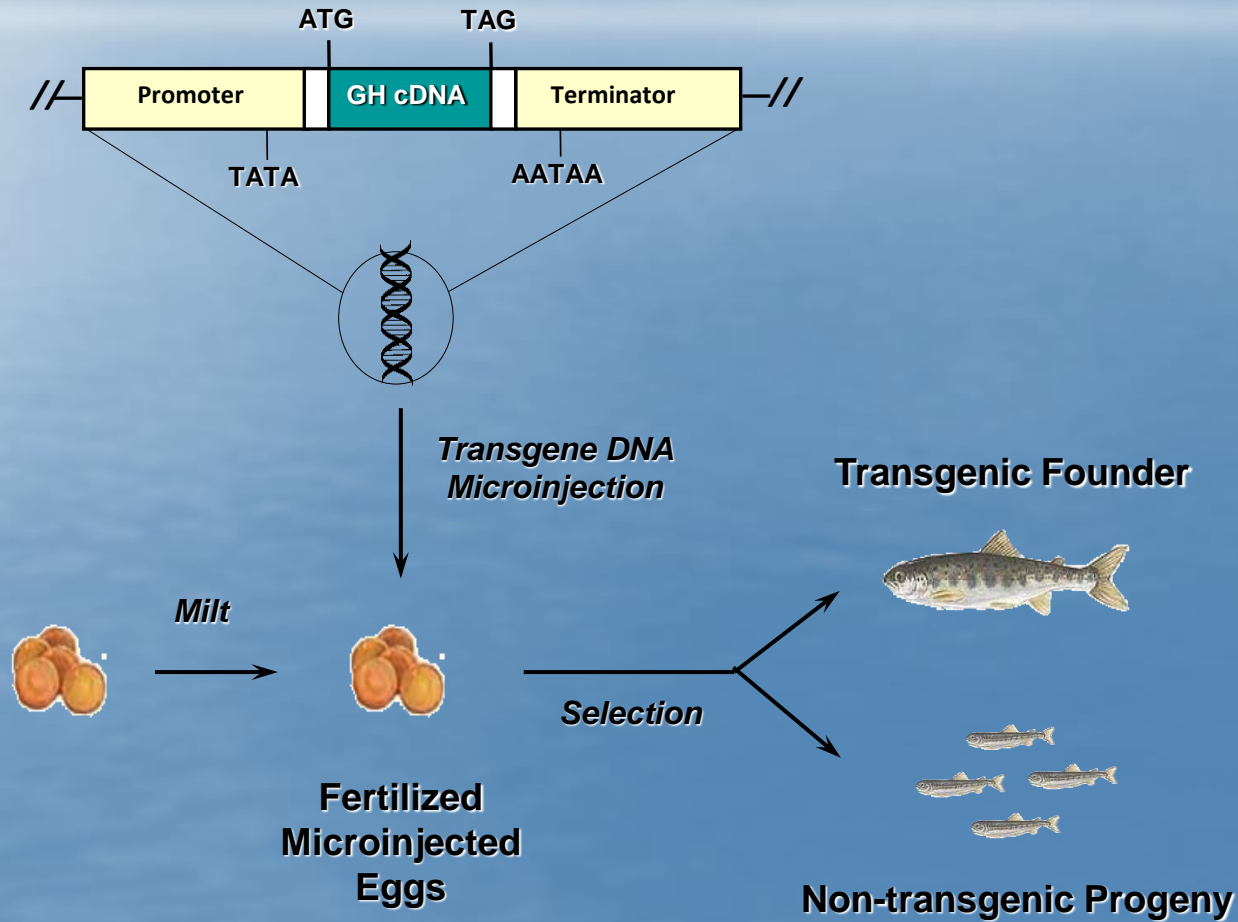 ATG
TAG
//
Promoter
GH cDNA
Terminator
//
TATA
AATAA
Transgene DNA
Microinjection
Transgenic Founder
Milt
Selection
Fertilized
Microinjected
Eggs
Non-transgenic Progeny